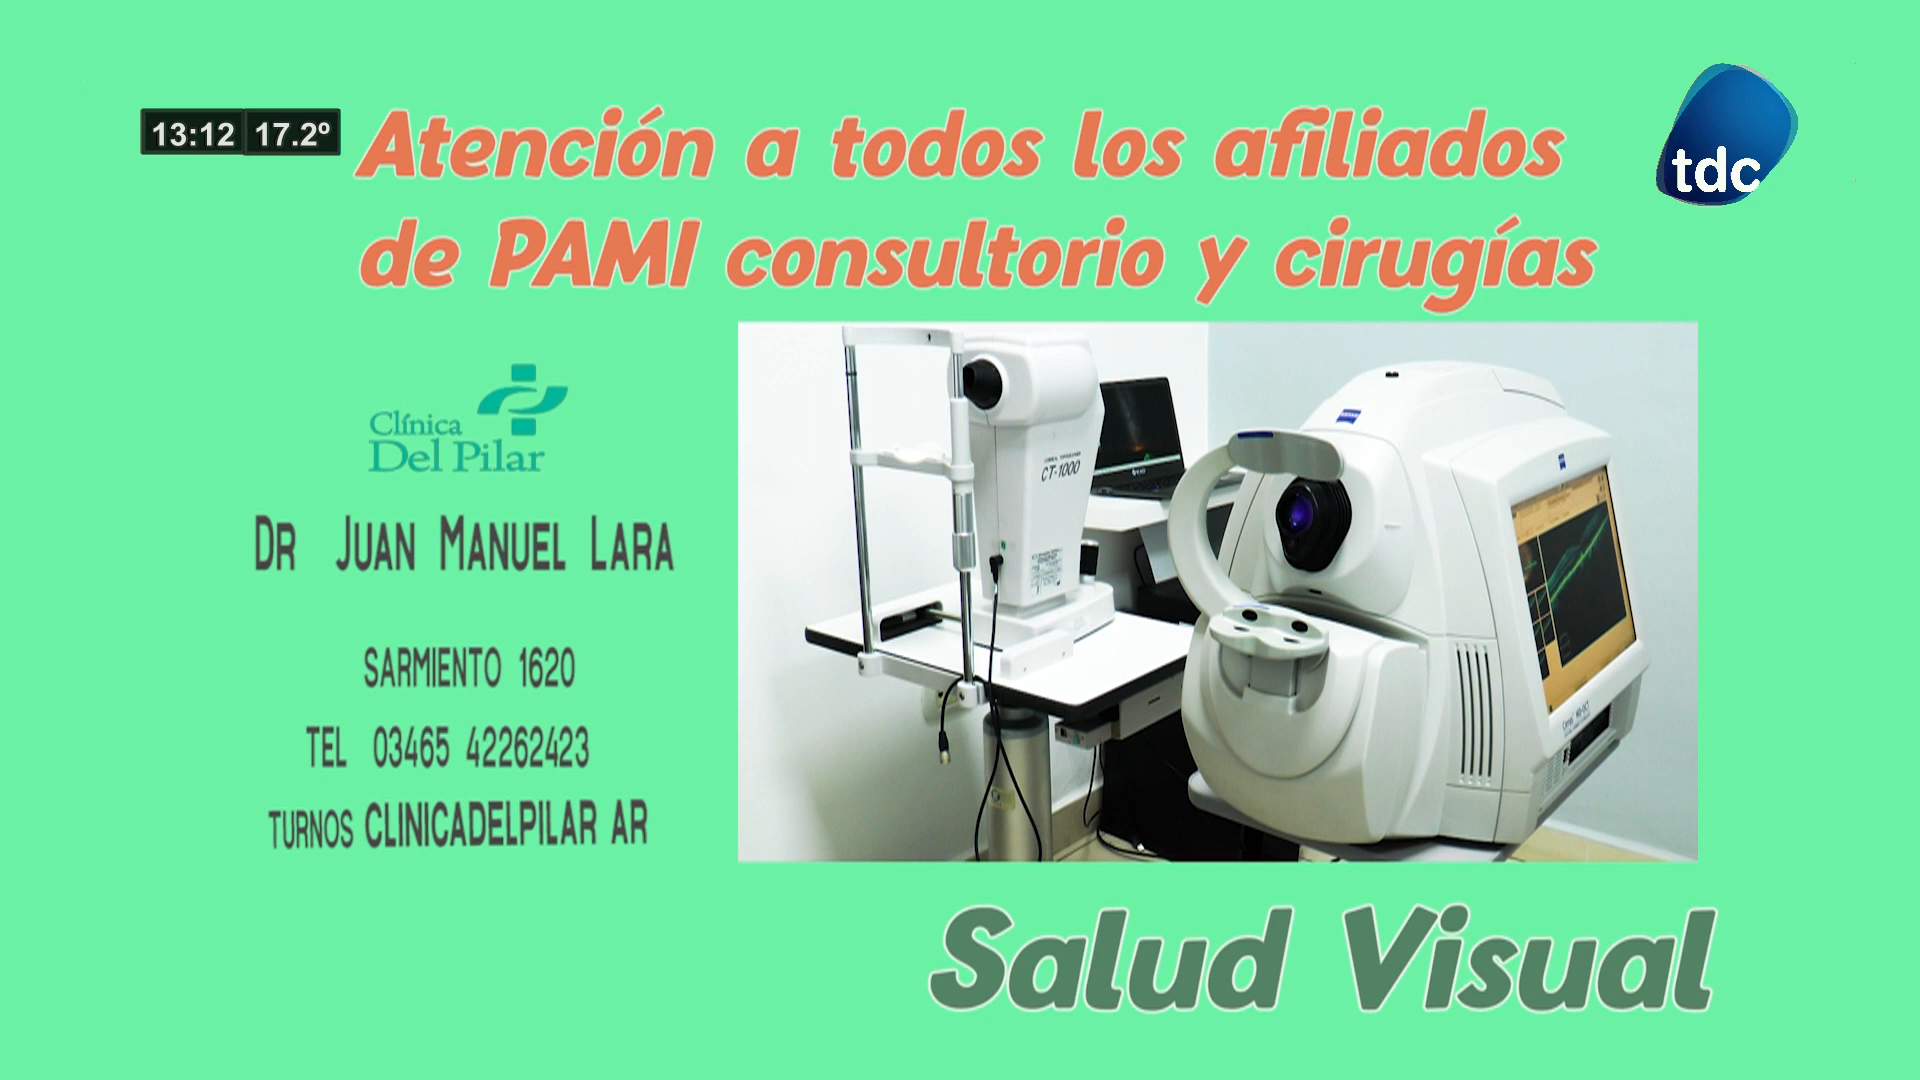 13:12 17.2º
Atención a todos los afiliados
de PAMI consultorio y cirugías
tdc
Clínica
Del Pilar
DR JUAN MANUEL LARA
SARMIENTO 1620
TEL 03465 42262423
TURNOS CLINICADELPILAR AR
CT-1000
Salud Visual